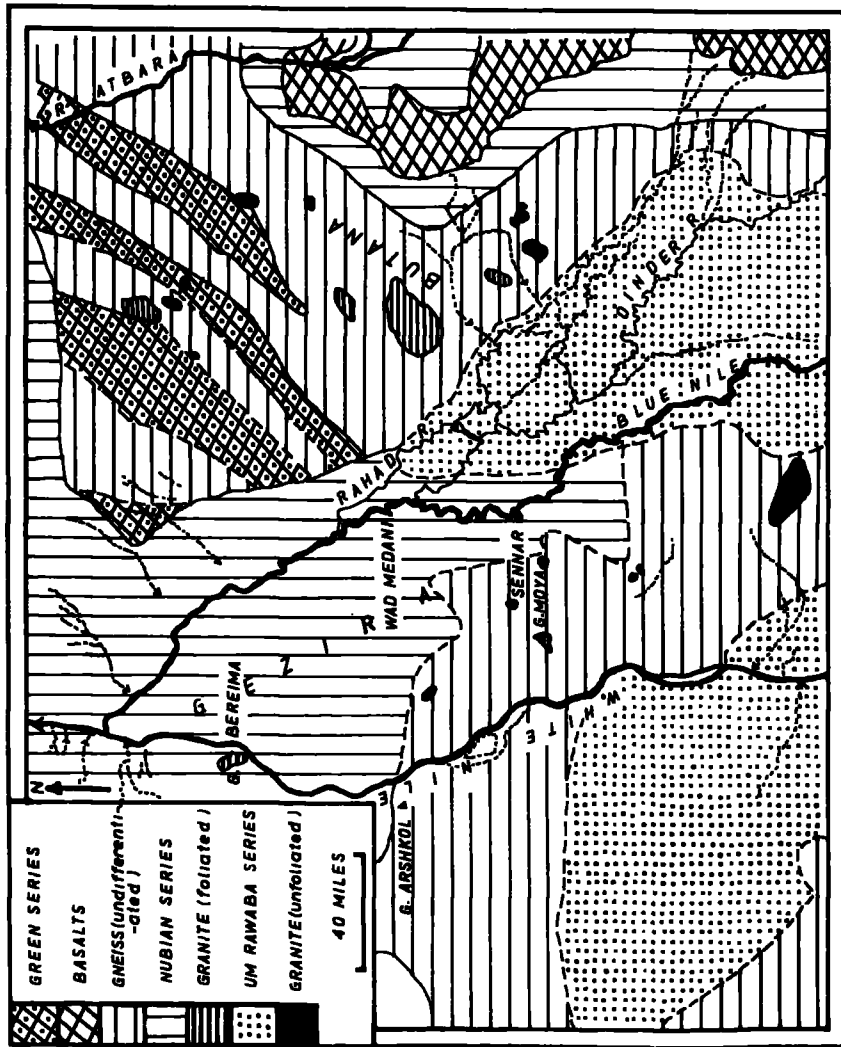 GREEN SERIES
BASALTS
GNEISS(undifferenti
-ated)
NUBIAN SERIES
GRANITE (foliated)
UM RAWABA SERIES
GRANITE(unfoliated)
40 MILES
N
R. ATBARA
BUTANA
RAHAD R.
DINDER R.
BLUE NILE
WAD MEDANI
GEZIRA
G. BEREIMA
SENNAR
G.MOYA
WHITE NILE
G. ARSHKOL